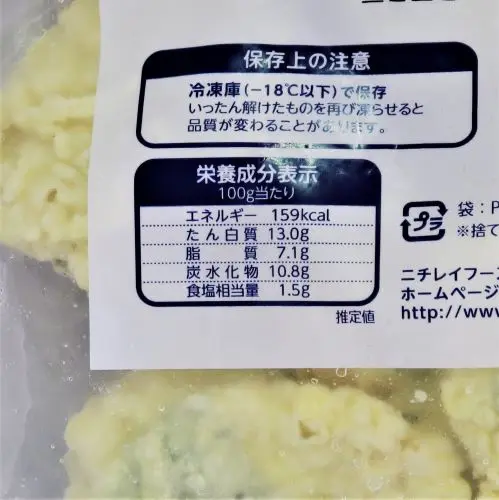 保存上の注意
冷凍庫(−18℃以下)で保存
いったん解けたものを再び凍らせると
品質が変わることがあります。
栄養成分表示
100g当たり
エネルギー 159kcal
たん白質 13.0g
脂質 7.1g
炭水化物 10.8g
食塩相当量 1.5g
推定値
プラ
袋:P
※捨て
ニチレイフーズ
ホームページ
http://www